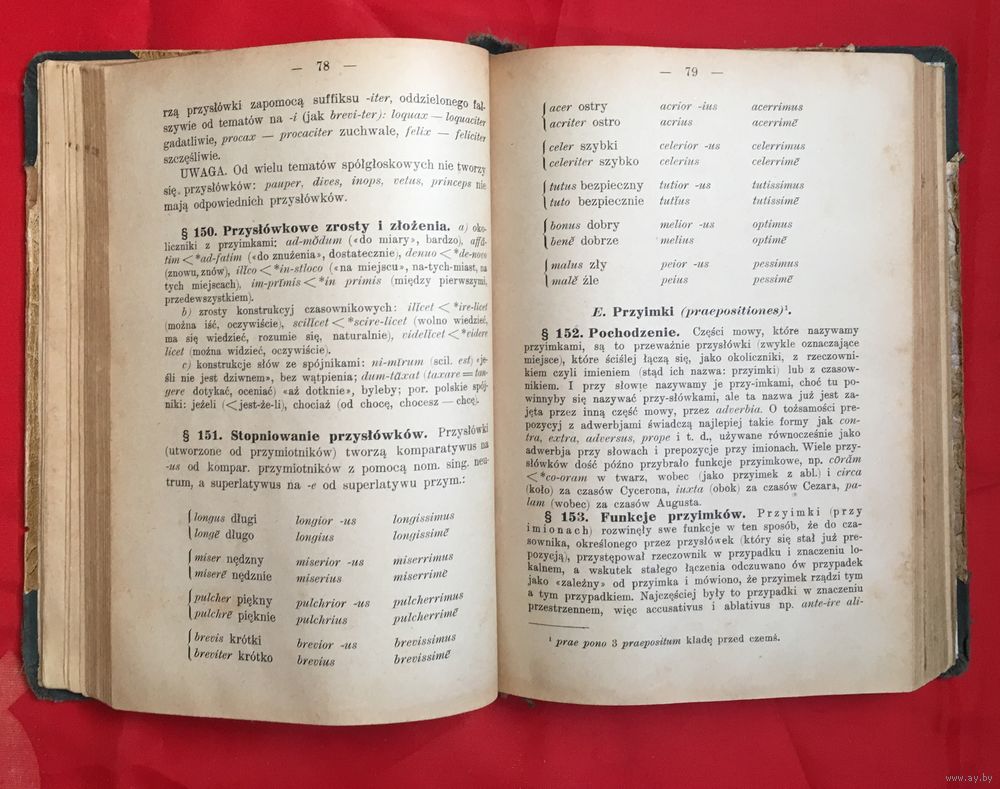 — 78 —
rzą przysłówki zapomocą suffiksu -iter, oddzielonego fał-
szywie od tematów na -i (jak brevi-ter): loquax — loquaciter
gadatliwie, procax — procaciter zuchwale, felix — feliciter
szczęśliwie.
UWAGA. Od wielu tematów spółgłoskowych nie tworzy
się przysłówków: pauper, dives, inops, vetus, princeps nie
mają odpowiednich przysłówków.
§ 150. Przysłówkowe zrosty i złożenia. a) oko-
liczniki z przyimkami: ad-mŏdum («do miary», bardzo), affă-
tim < *ad-fatim («do znużenia», dostatecznie), denuo < *de-novo
(znowu, znów), illĭco < *in-stloco («na miejscu», na-tych-miast, na
tych miejscach), im-prīmis < *in primis (między pierwszymi,
przedewszystkiem).
b) zrosty konstrukcyj czasownikowych: ilĭcet < *ire-licet
(można iść, oczywiście), scilĭcet < *scire-licet (wolno wiedzieć,
ma się wiedzieć, rozumie się, naturalnie), videlĭcet < *videre
licet (można widzieć, oczywiście).
c) konstrukcje słów ze spójnikami: ni-mīrum (scil. est) «je-
śli nie jest dziwnem», bez wątpienia; dum-tāxat (taxare = tan-
gere dotykać, oceniać) «aż dotknie», byleby; por. polskie spój-
niki: jeżeli (< jest-że-li), chociaż (od chocę, chocesz — chcę).
§ 151. Stopniowanie przysłówków. Przysłówki
(utworzone od przymiotników) tworzą komparatywus na
-us od kompar. przymiotników z pomocą nom. sing. neu-
trum, a superlatywus na -e od superlatywu przym.:
longus długi longior -us longissimus
longē długo longius longissimē
miser nędzny miserior -us miserrimus
miserē nędznie miserius miserrimē
pulcher piękny pulchrior -us pulcherrimus
pulchrē pięknie pulchrius pulcherrimē
brevis krótki brevior -us brevissimus
breviter krótko brevius brevissimē
— 79 —
acer ostry acrior -ius acerrimus
acriter ostro acrius acerrimē
celer szybki celerior -us celerrimus
celeriter szybko celerius celerrimē
tutus bezpieczny tutior -us tutissimus
tuto bezpiecznie tutius tutissimē
bonus dobry melior -us optimus
benĕ dobrze melius optimē
malus zły peior -us pessimus
malĕ źle peius pessimē
E. Przyimki (praepositiones)¹.
§ 152. Pochodzenie. Części mowy, które nazywamy
przyimkami, są to przeważnie przysłówki (zwykle oznaczające
miejsce), które ściślej łączą się, jako okoliczniki, z rzeczowni-
kiem czyli imieniem (stąd ich nazwa: przyimki) lub z czasow-
nikiem. I przy słowie nazywamy je przy-imkami, choć tu po-
winnyby się nazywać przy-słówkami, ale ta nazwa już jest za-
jęta przez inną część mowy, przez adverbia. O tożsamości pre-
pozycyj z adwerbjami świadczą najlepiej takie formy jak con-
tra, extra, adversus, prope i t. d., używane równocześnie jako
adwerbja przy słowach i prepozycje przy imionach. Wiele przy-
słówków dość późno przybrało funkcje przyimkowe, np. cōrăm
< *co-oram w twarz, wobec (jako przyimek z abl.) i circa
(koło) za czasów Cycerona, iuxta (obok) za czasów Cezara, pa-
lam (wobec) za czasów Augusta.
§ 153. Funkcje przyimków. Przyimki (przy
imionach) rozwinęły swe funkcje w ten sposób, że do cza-
sownika, określonego przez przysłówek (który się stał już pre-
pozycją), przystępował rzeczownik w przypadku i znaczeniu lo-
kalnem, a wskutek stałego łączenia odczuwano ów przypadek
jako «zależny» od przyimka i mówiono, że przyimek rządzi tym
a tym przypadkiem. Najczęściej były to przypadki w znaczeniu
przestrzennem, więc accusativus i ablativus np. ante-ire ali-
¹ prae pono 3 praepositum kładę przed czemś.
www.ay.by